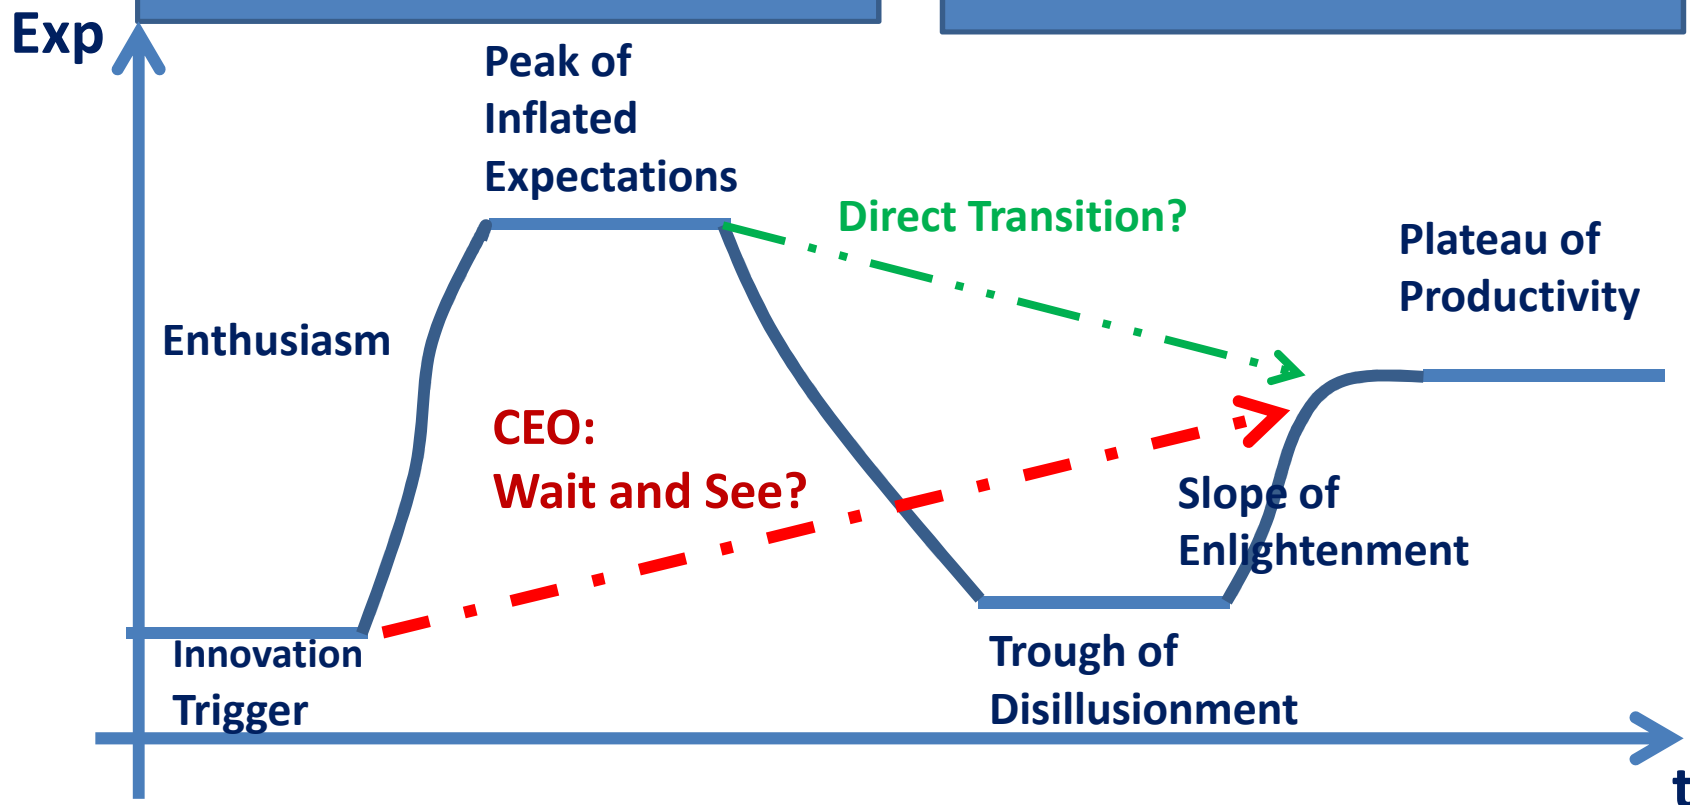 Exp
Peak of
Inflated
Expectations
Direct Transition?
Plateau of
Productivity
Enthusiasm
CEO:
Wait and See?
Slope of
Enlightenment
Innovation
Trigger
Trough of
Disillusionment
t